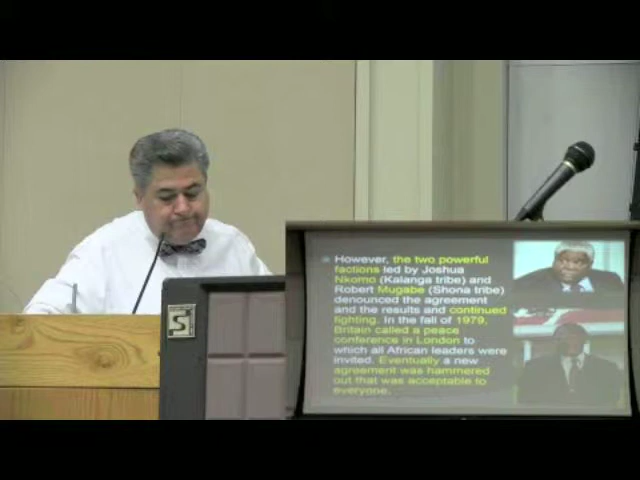 However, the two powerful
factions led by Joshua
Nkomo (Kalanga tribe) and
Robert Mugabe (Shona tribe)
denounced the agreement
and the results and continued
fighting. In the fall of 1979,
Britain called a peace
conference in London to
which all African leaders were
invited. Eventually a new
agreement was hammered
out that was acceptable to
everyone.
S